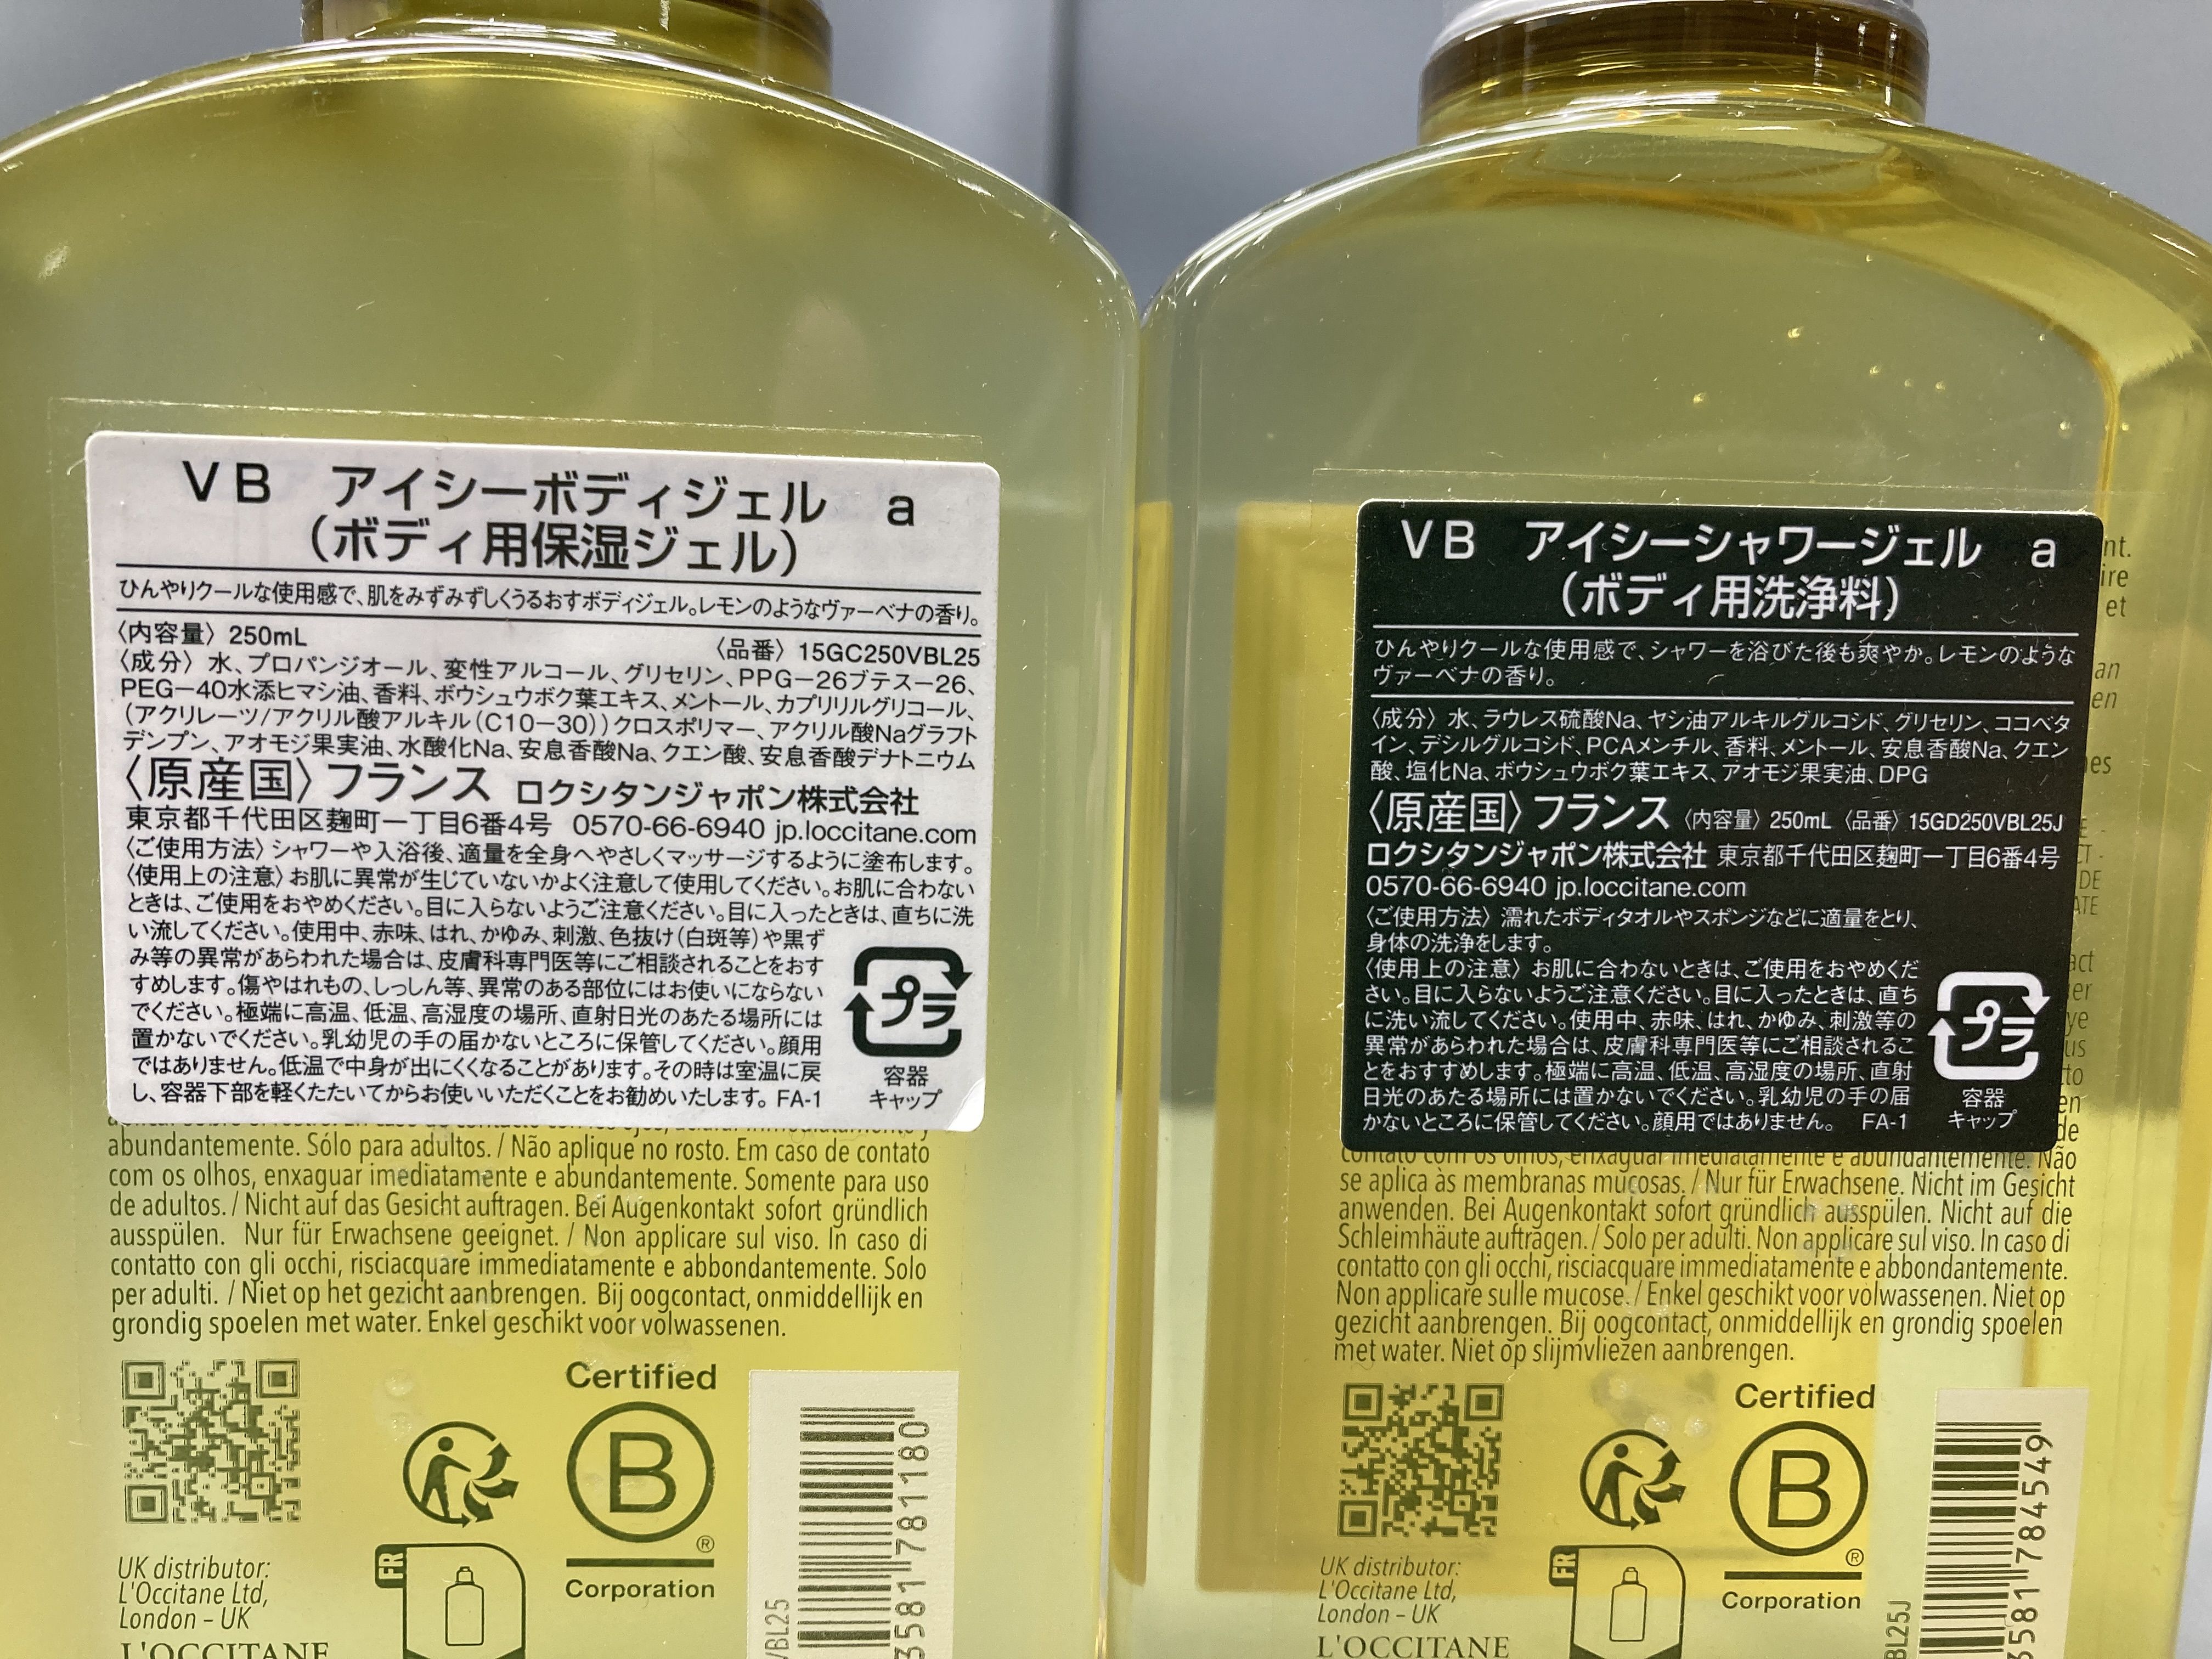 VB アイシーボディジェル a
（ボディ用保湿ジェル）
ひんやりクールな使用感で、肌をみずみずしくうるおすボディジェル。レモンのようなヴァーベナの香り。
〈内容量〉250mL 〈品番〉15GC250VBL25
〈成分〉水、プロパンジオール、変性アルコール、グリセリン、PPG－26ブテス－26、
PEG－40水添ヒマシ油、香料、ボウシュウボク葉エキス、メントール、カプリリルグリコール、
（アクリレーツ/アクリル酸アルキル（C10－30））クロスポリマー、アクリル酸Naグラフト
デンプン、アオモジ果実油、水酸化Na、安息香酸Na、クエン酸、安息香酸デナトニウム
〈原産国〉フランス ロクシタンジャポン株式会社
東京都千代田区麹町一丁目6番4号 0570-66-6940 jp.loccitane.com
〈ご使用方法〉シャワーや入浴後、適量を全身へやさしくマッサージするように塗布します。
〈使用上の注意〉お肌に異常が生じていないかよく注意して使用してください。お肌に合わない
ときは、ご使用をおやめください。目に入らないようご注意ください。目に入ったときは、直ちに洗
い流してください。使用中、赤味、はれ、かゆみ、刺激、色抜け（白斑等）や黒ず
み等の異常があらわれた場合は、皮膚科専門医等にご相談されることをおす
すめします。傷やはれもの、しっしん等、異常のある部位にはお使いにならない
でください。極端に高温、低温、高湿度の場所、直射日光のあたる場所には
置かないでください。乳幼児の手の届かないところに保管してください。顔用
ではありません。低温で中身が出にくくなることがあります。その時は室温に戻
し、容器下部を軽くたたいてからお使いいただくことをお勧めいたします。FA-1
プラ
容器
キャップ
abundantemente. Sólo para adultos. / Não aplique no rosto. Em caso de contato
com os olhos, enxaguar imediatamente e abundantemente. Somente para uso
de adultos. / Nicht auf das Gesicht auftragen. Bei Augenkontakt sofort gründlich
ausspülen. Nur für Erwachsene geeignet. / Non applicare sul viso. In caso di
contatto con gli occhi, risciacquare immediatamente e abbondantemente. Solo
per adulti. / Niet op het gezicht aanbrengen. Bij oogcontact, onmiddellijk en
grondig spoelen met water. Enkel geschikt voor volwassenen.
Certified
B
®
Corporation
FR
UK distributor:
L'Occitane Ltd,
London – UK
L'OCCITANE
VBL25
3581781180
VB アイシーシャワージェル a
（ボディ用洗浄料）
ひんやりクールな使用感で、シャワーを浴びた後も爽やか。レモンのような
ヴァーベナの香り。
〈成分〉水、ラウレス硫酸Na、ヤシ油アルキルグルコシド、グリセリン、ココベタ
イン、デシルグルコシド、PCAメンチル、香料、メントール、安息香酸Na、クエン
酸、塩化Na、ボウシュウボク葉エキス、アオモジ果実油、DPG
〈原産国〉フランス 〈内容量〉250mL 〈品番〉15GD250VBL25J
ロクシタンジャポン株式会社 東京都千代田区麹町一丁目6番4号
0570-66-6940 jp.loccitane.com
〈ご使用方法〉濡れたボディタオルやスポンジなどに適量をとり、
身体の洗浄をします。
〈使用上の注意〉お肌に合わないときは、ご使用をおやめくだ
さい。目に入らないようご注意ください。目に入ったときは、直ち
に洗い流してください。使用中、赤味、はれ、かゆみ、刺激等の
異常があらわれた場合は、皮膚科専門医等にご相談されるこ
とをおすすめします。極端に高温、低温、高湿度の場所、直射
日光のあたる場所には置かないでください。乳幼児の手の届
かないところに保管してください。顔用ではありません。 FA-1
プラ
容器
キャップ
contato com os olhos, enxaguar imediatamente e abundantemente. Não
se aplica às membranas mucosas. / Nur für Erwachsene. Nicht im Gesicht
anwenden. Bei Augenkontakt sofort gründlich ausspülen. Nicht auf die
Schleimhäute auftragen. / Solo per adulti. Non applicare sul viso. In caso di
contatto con gli occhi, risciacquare immediatamente e abbondantemente.
Non applicare sulle mucose. / Enkel geschikt voor volwassenen. Niet op
gezicht aanbrengen. Bij oogcontact, onmiddellijk en grondig spoelen
met water. Niet op slijmvliezen aanbrengen.
Certified
B
®
Corporation
FR
UK distributor:
L'Occitane Ltd,
London – UK
L'OCCITANE
BL25J
3581784549